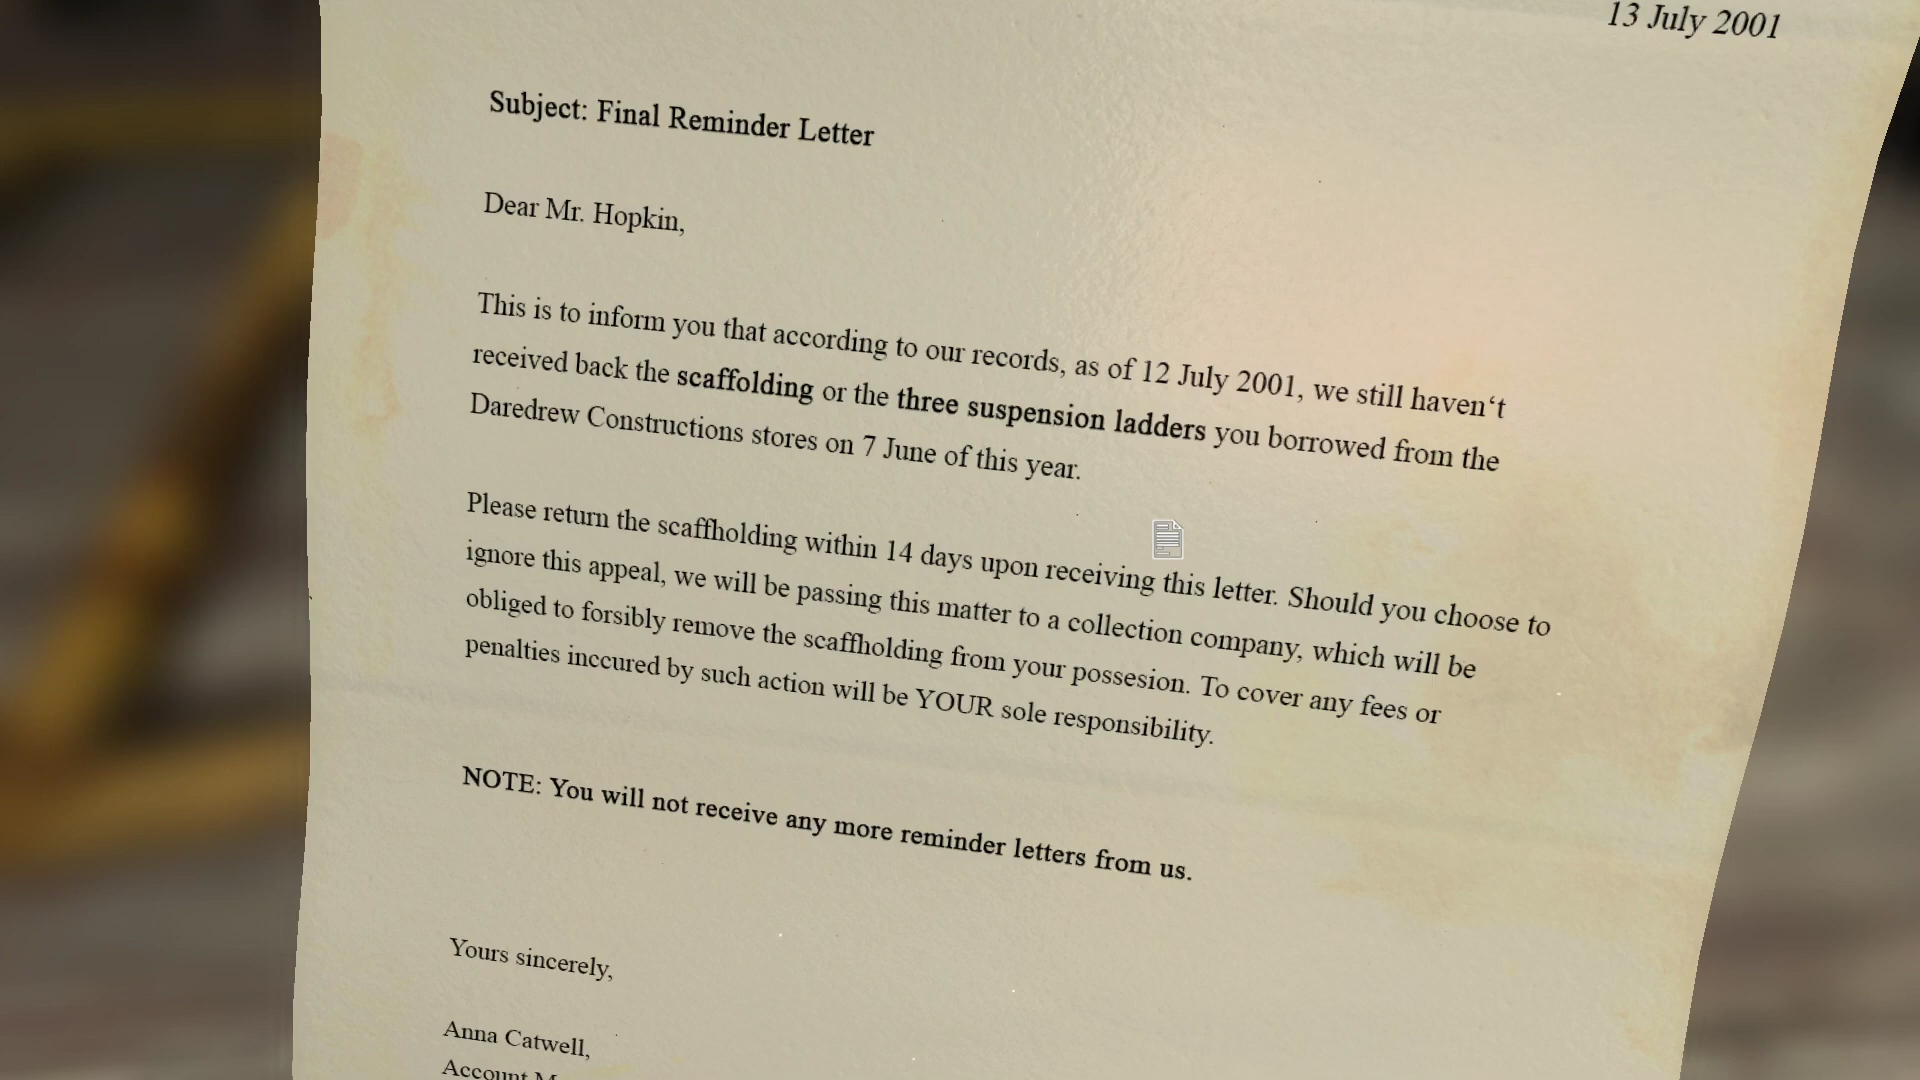 13 July 2001
Subject: Final Reminder Letter
Dear Mr. Hopkin,
This is to inform you that according to our records, as of 12 July 2001, we still haven‘t
received back the scaffolding or the three suspension ladders you borrowed from the
Daredrew Constructions stores on 7 June of this year.
Please return the scaffholding within 14 days upon receiving this letter. Should you choose to
ignore this appeal, we will be passing this matter to a collection company, which will be
obliged to forsibly remove the scaffholding from your possesion. To cover any fees or
penalties inccured by such action will be YOUR sole responsibility.
NOTE: You will not receive any more reminder letters from us.
Yours sincerely,
Anna Catwell,
Account